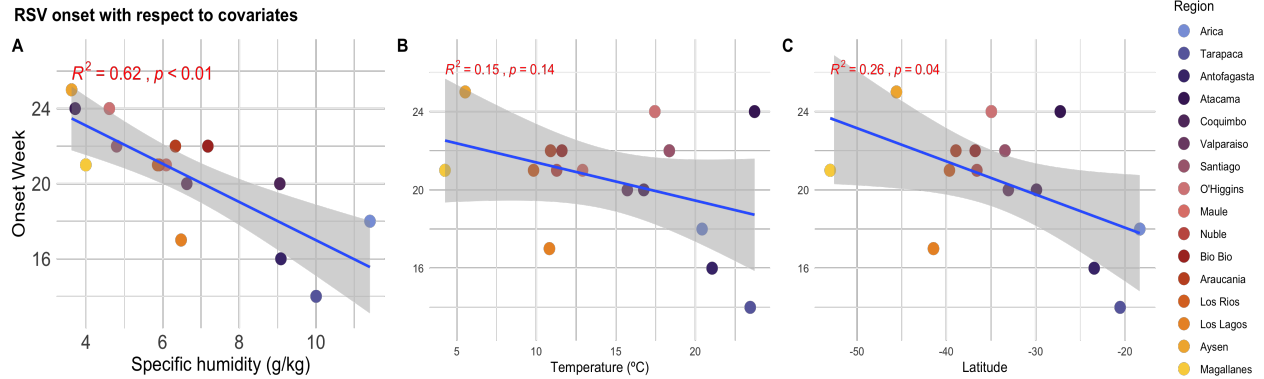 RSV onset with respect to covariates
A
R² = 0.62 , p < 0.01
24
20
16
Onset Week
4 6 8 10
Specific humidity (g/kg)
B
R² = 0.15 , p = 0.14
24
20
16
5 10 15 20
Temperature (ºC)
C
R² = 0.26 , p = 0.04
24
20
16
-50 -40 -30 -20
Latitude
Region
Arica
Tarapaca
Antofagasta
Atacama
Coquimbo
Valparaiso
Santiago
O'Higgins
Maule
Nuble
Bio Bio
Araucania
Los Rios
Los Lagos
Aysen
Magallanes